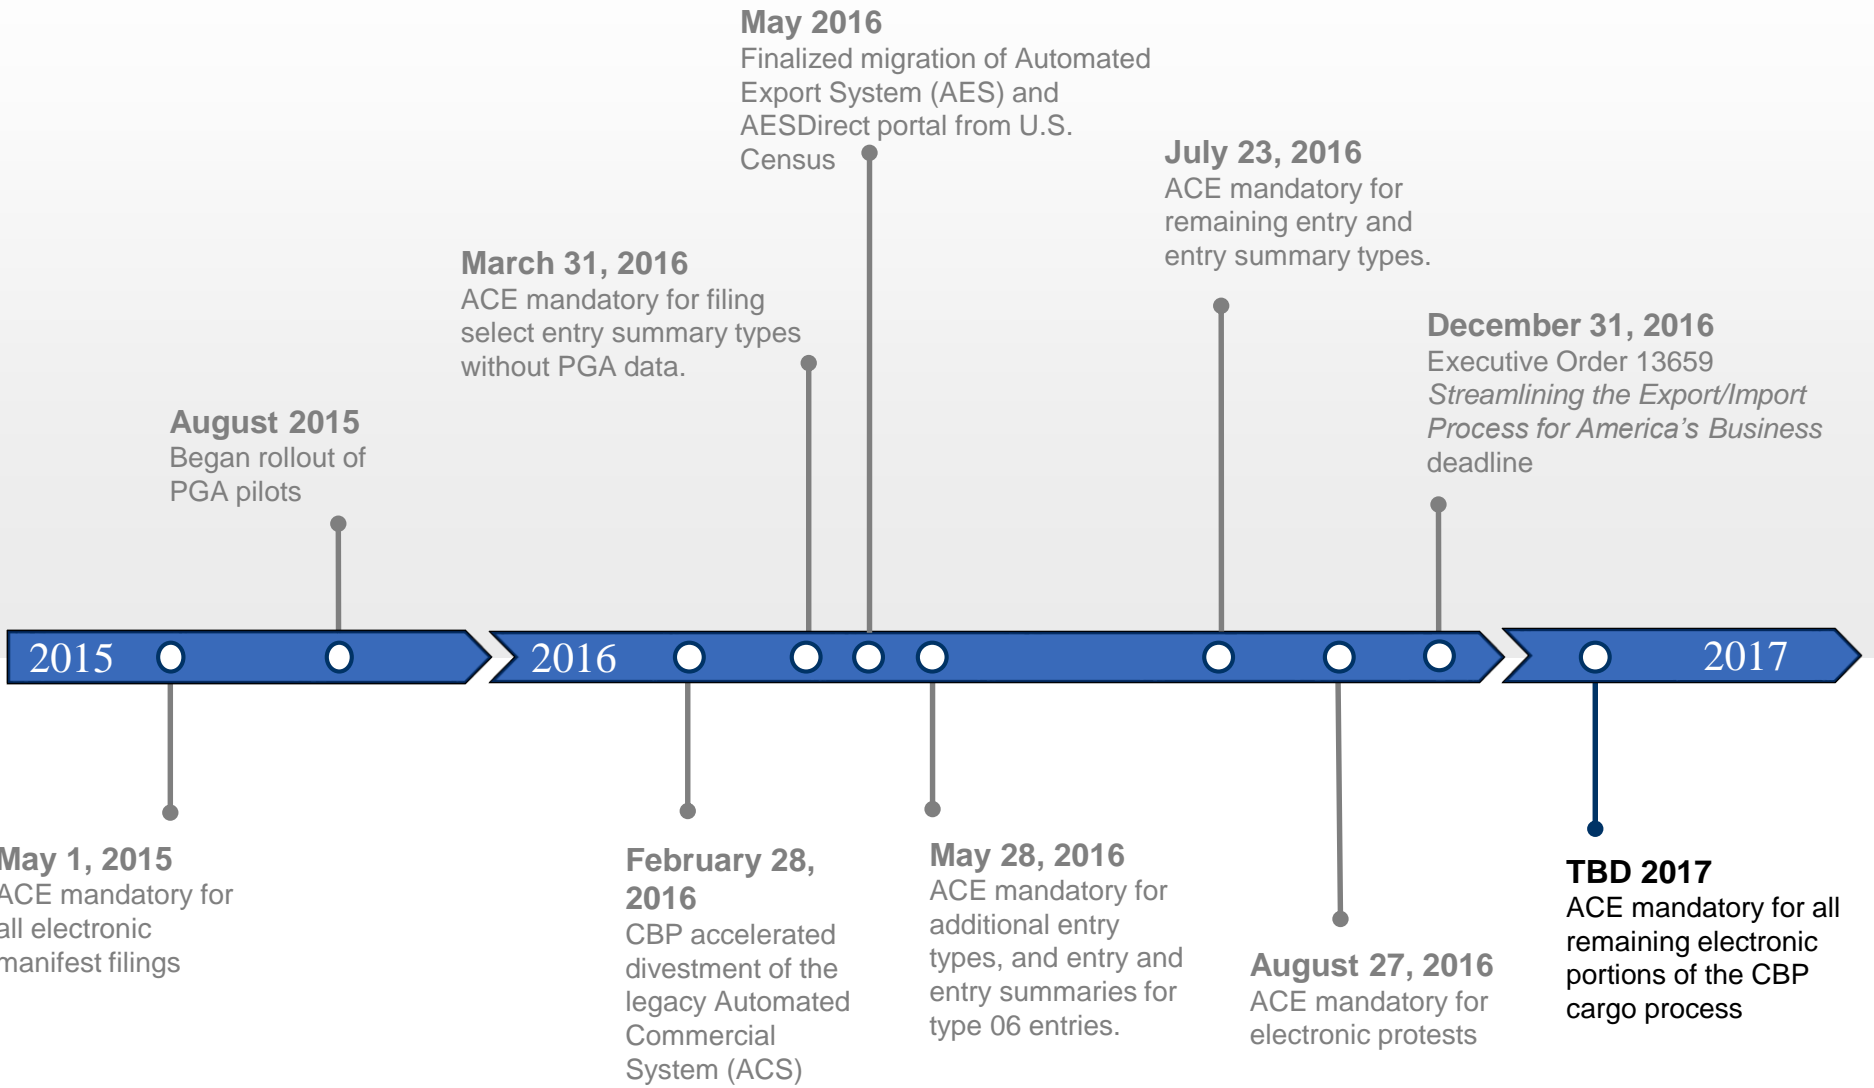 May 2016
Finalized migration of Automated
Export System (AES) and
AESDirect portal from U.S.
Census
July 23, 2016
ACE mandatory for
remaining entry and
entry summary types.
March 31, 2016
ACE mandatory for filing
select entry summary types
without PGA data.
December 31, 2016
Executive Order 13659
Streamlining the Export/Import
Process for America’s Business
deadline
August 2015
Began rollout of
PGA pilots
2015
2016
2017
May 1, 2015
ACE mandatory for
all electronic
manifest filings
February 28,
2016
CBP accelerated
divestment of the
legacy Automated
Commercial
System (ACS)
May 28, 2016
ACE mandatory for
additional entry
types, and entry and
entry summaries for
type 06 entries.
August 27, 2016
ACE mandatory for
electronic protests
TBD 2017
ACE mandatory for all
remaining electronic
portions of the CBP
cargo process